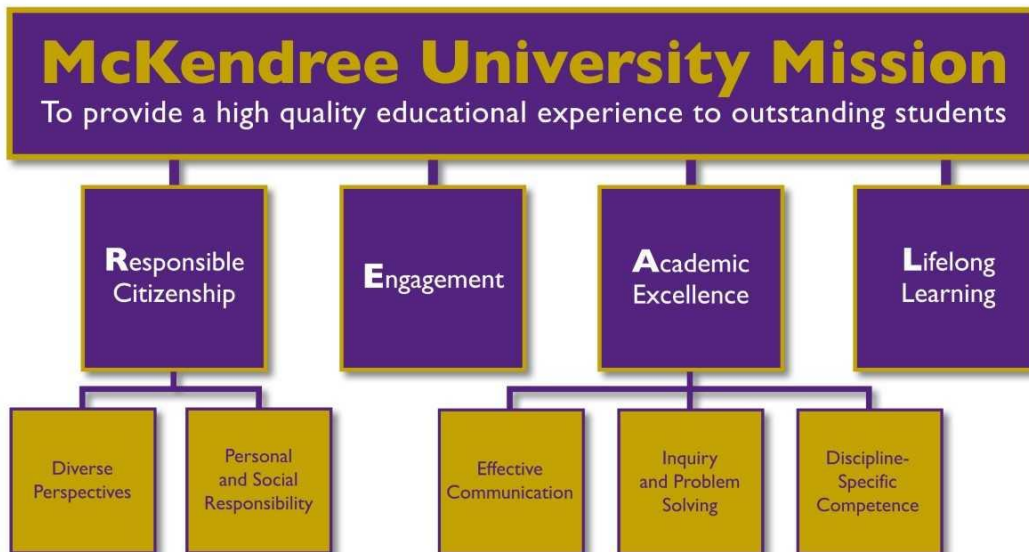 McKendree University Mission
To provide a high quality educational experience to outstanding students
Responsible
Citizenship
Engagement
Academic
Excellence
Lifelong
Learning
Diverse
Perspectives
Personal
and Social
Responsibility
Effective
Communication
Inquiry
and Problem
Solving
Discipline-
Specific
Competence